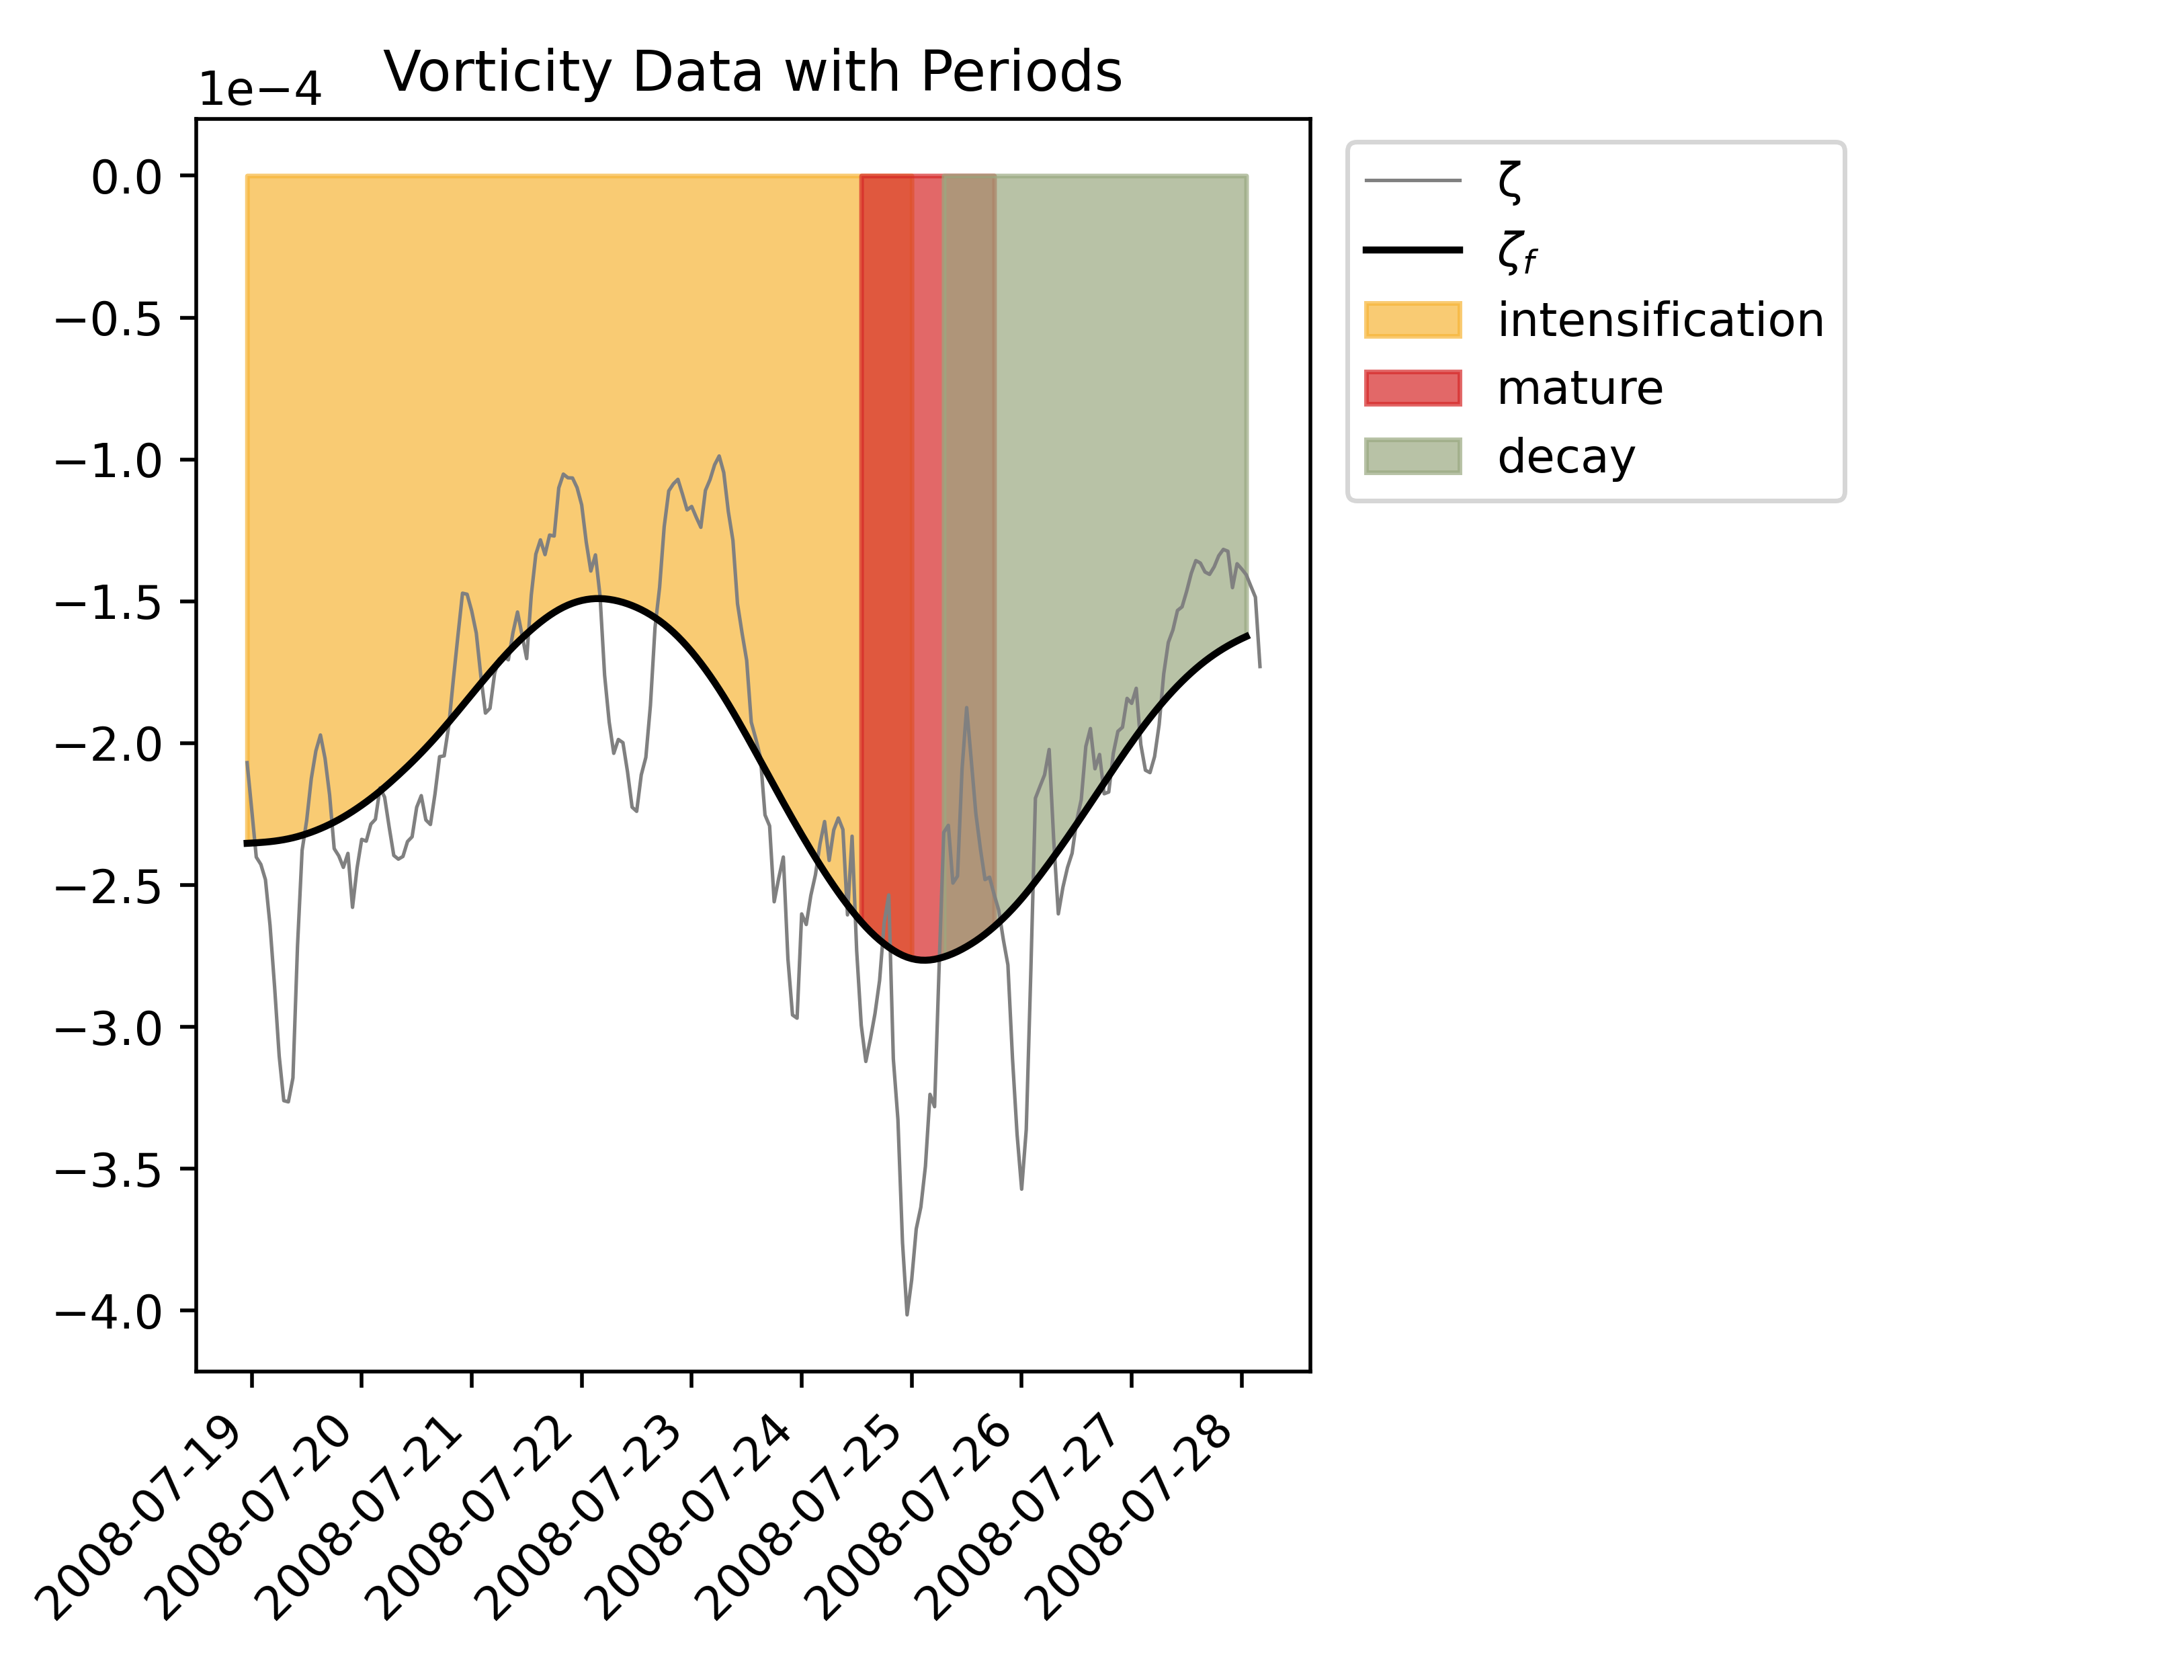 Vorticity Data with Periods
1e−4
0.0
−0.5
−1.0
−1.5
−2.0
−2.5
−3.0
−3.5
−4.0
2008-07-19
2008-07-20
2008-07-21
2008-07-22
2008-07-23
2008-07-24
2008-07-25
2008-07-26
2008-07-27
2008-07-28
ζ
ζf
intensification
mature
decay